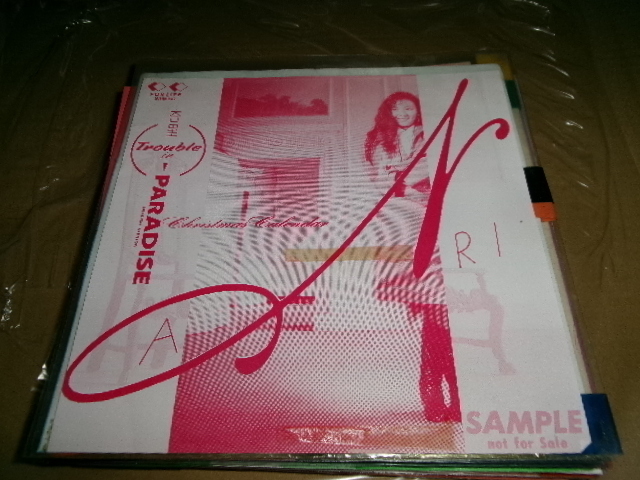 Trouble
in
PARADISE
Christmas Calendar
A N RI
SAMPLE
not for Sale